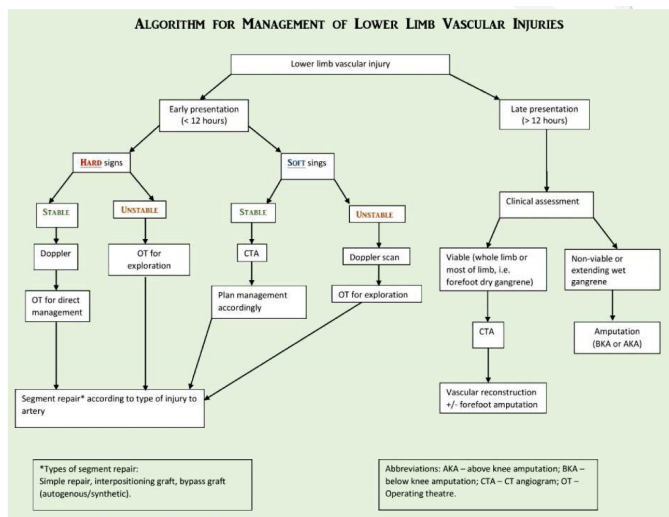 ALGORITHM FOR MANAGEMENT OF LOWER LIMB VASCULAR INJURIES
Lower limb vascular injury
Early presentation
(< 12 hours)
Late presentation
(> 12 hours)
HARD signs
SOFT sings
Clinical assessment
STABLE
UNSTABLE
STABLE
UNSTABLE
Doppler
OT for
exploration
CTA
Doppler scan
Viable (whole limb or
most of limb, i.e.
forefoot dry gangrene)
Non-viable or
extending wet
gangrene
OT for direct
management
Plan management
accordingly
OT for exploration
CTA
Amputation
(BKA or AKA)
Segment repair* according to type of injury to
artery
Vascular reconstruction
+/- forefoot amputation
*Types of segment repair:
Simple repair, interpositioning graft, bypass graft
(autogenous/synthetic).
Abbreviations: AKA – above knee amputation; BKA –
below knee amputation; CTA – CT angiogram; OT –
Operating theatre.